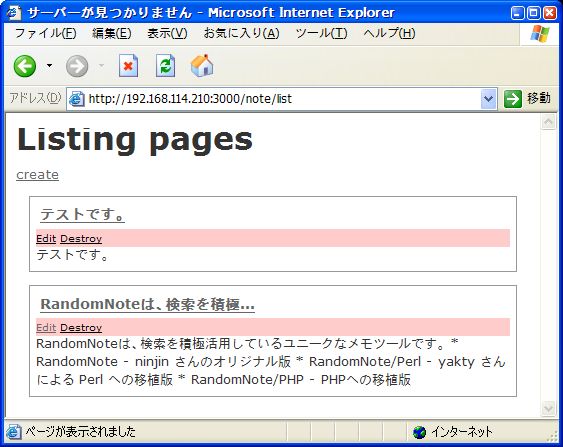 サーバーが見つかりません - Microsoft Internet Explorer
ファイル(F) 編集(E) 表示(V) お気に入り(A) ツール(T) ヘルプ(H)
アドレス(D) http://192.168.114.210:3000/note/list 移動
Listing pages
create
テストです。
Edit Destroy
テストです。
RandomNoteは、検索を積極...
Edit Destroy
RandomNoteは、検索を積極活用しているユニークなメモツールです。 *
RandomNote - ninjin さんのオリジナル版 * RandomNote/Perl - yakty さん
による Perl への移植版 * RandomNote/PHP - PHPへの移植版
ページが表示されました インターネット